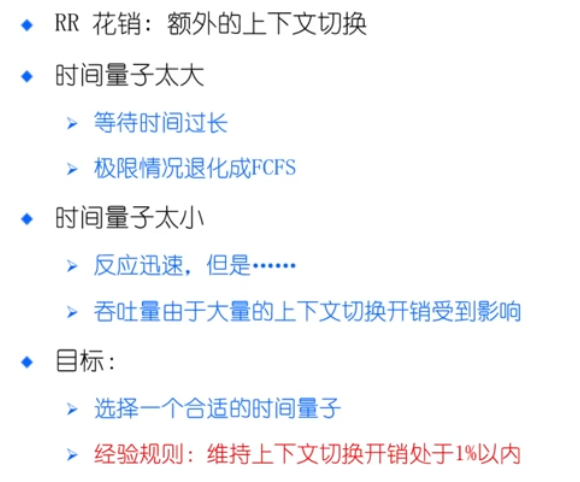 RR 花销: 额外的上下文切换
时间量子太大
等待时间过长
极限情况退化成FCFS
时间量子太小
反应迅速，但是……
吞吐量由于大量的上下文切换开销受到影响
目标:
选择一个合适的时间量子
经验规则: 维持上下文切换开销处于1%以内